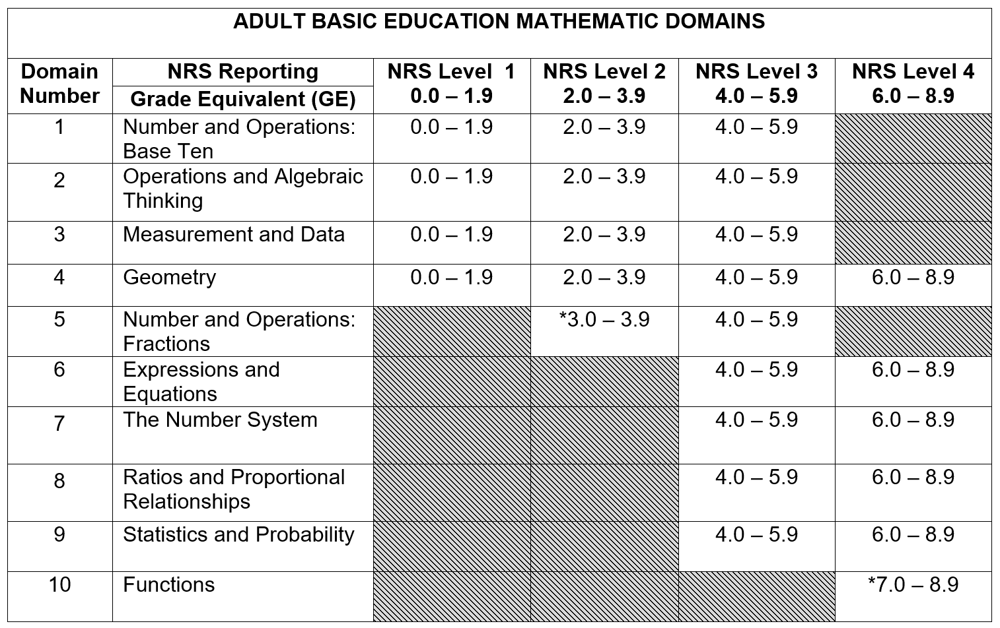 ADULT BASIC EDUCATION MATHEMATIC DOMAINS
Domain Number NRS Reporting NRS Level 1 NRS Level 2 NRS Level 3 NRS Level 4
Grade Equivalent (GE) 0.0 – 1.9 2.0 – 3.9 4.0 – 5.9 6.0 – 8.9
1 Number and Operations: 0.0 – 1.9 2.0 – 3.9 4.0 – 5.9
Base Ten
2 Operations and Algebraic 0.0 – 1.9 2.0 – 3.9 4.0 – 5.9
Thinking
3 Measurement and Data 0.0 – 1.9 2.0 – 3.9 4.0 – 5.9
4 Geometry 0.0 – 1.9 2.0 – 3.9 4.0 – 5.9 6.0 – 8.9
5 Number and Operations: *3.0 – 3.9 4.0 – 5.9
Fractions
6 Expressions and 4.0 – 5.9 6.0 – 8.9
Equations
7 The Number System 4.0 – 5.9 6.0 – 8.9
8 Ratios and Proportional 4.0 – 5.9 6.0 – 8.9
Relationships
9 Statistics and Probability 4.0 – 5.9 6.0 – 8.9
10 Functions *7.0 – 8.9